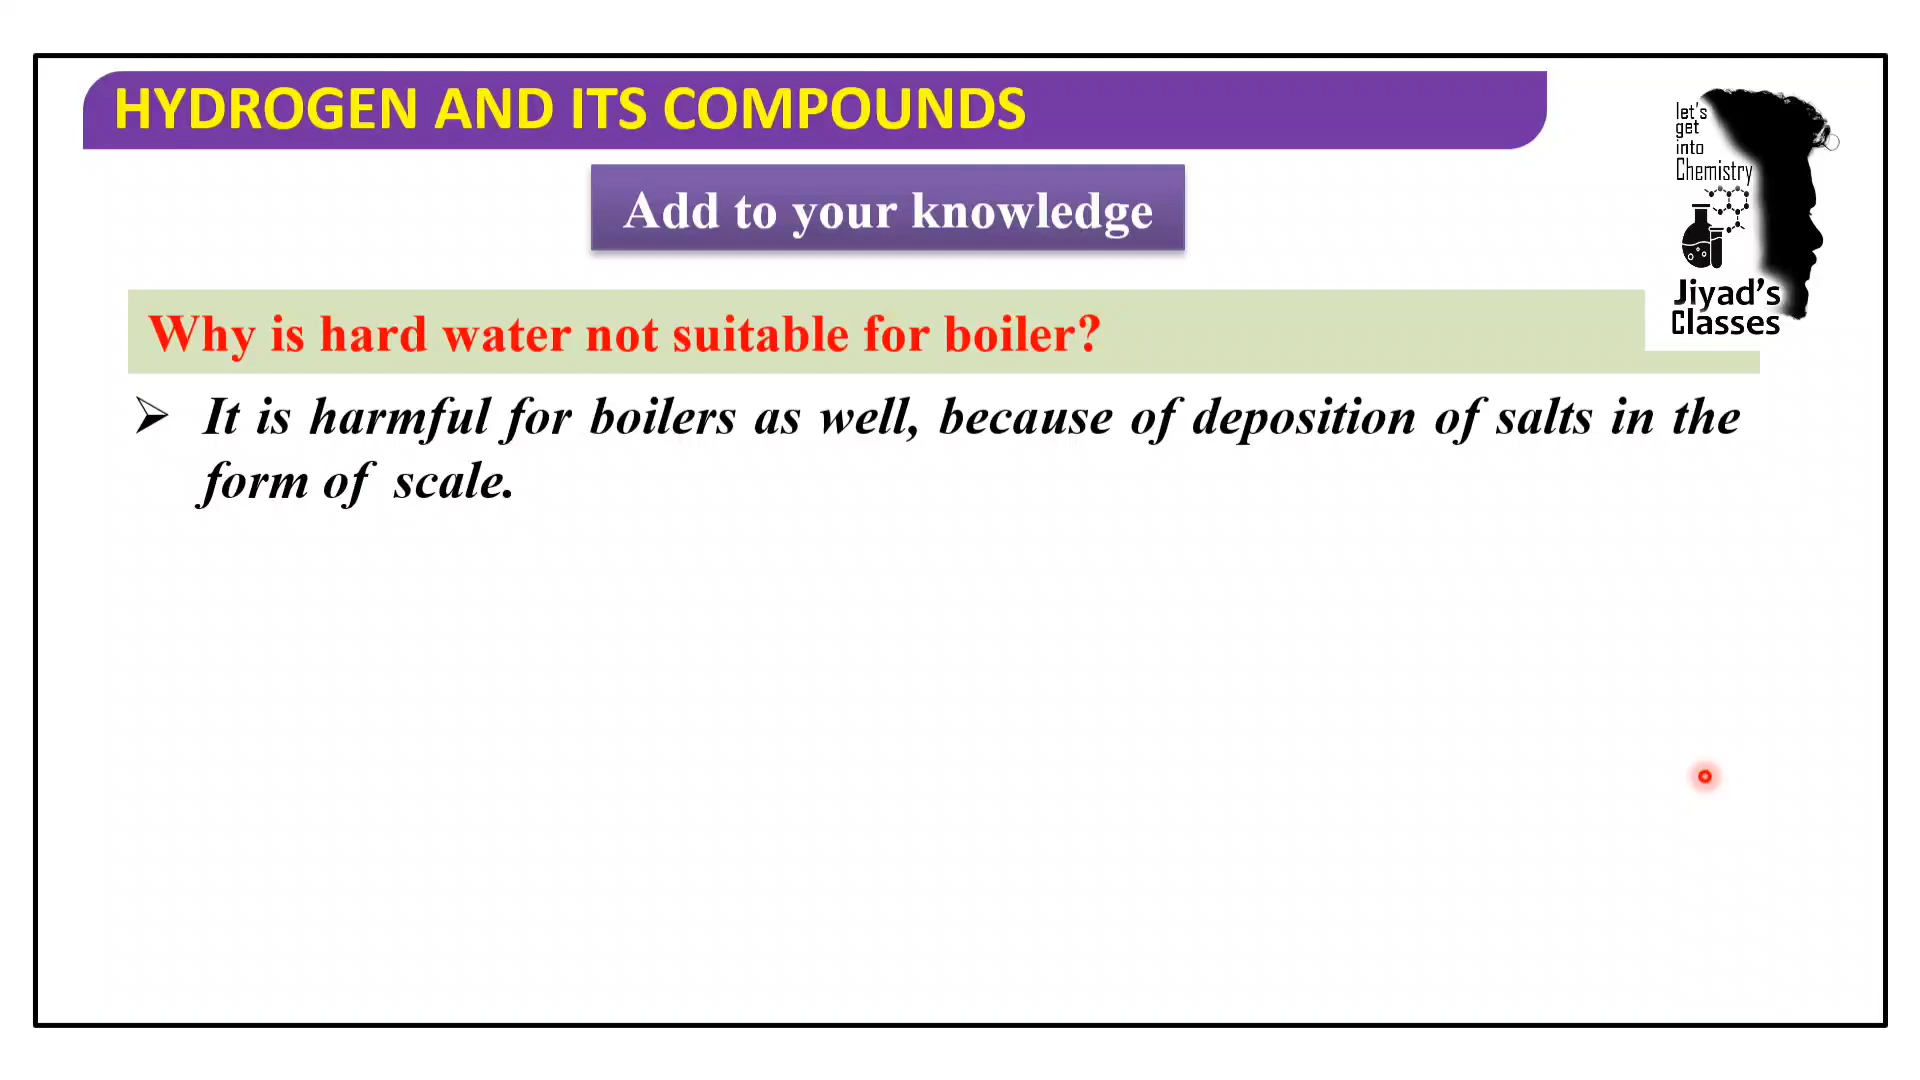 HYDROGEN AND ITS COMPOUNDS
let's
get
into
Chemistry
Add to your knowledge
Jiyad's
Classes
Why is hard water not suitable for boiler?
It is harmful for boilers as well, because of deposition of salts in the
form of scale.